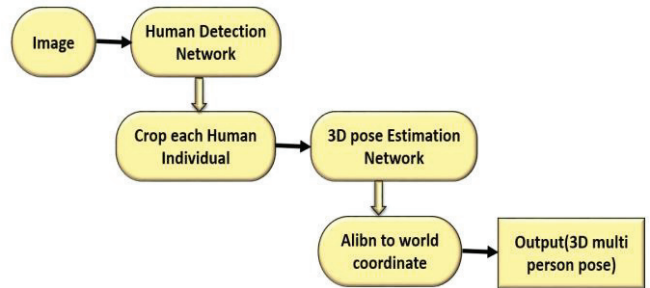 Image
Human Detection
Network
Crop each Human
Individual
3D pose Estimation
Network
Alibn to world
coordinate
Output(3D multi
person pose)